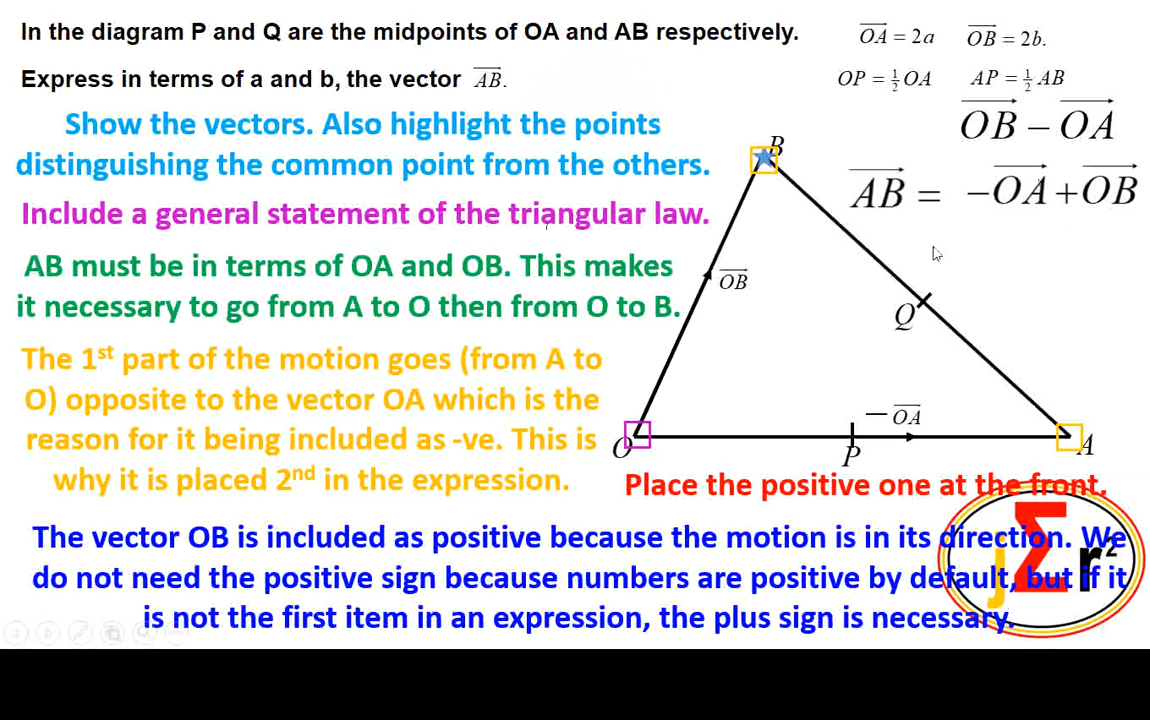 In the diagram P and Q are the midpoints of OA and AB respectively.
OA = 2a OB = 2b.
Express in terms of a and b, the vector AB.
OP = 1/2 OA AP = 1/2 AB
Show the vectors. Also highlight the points
distinguishing the common point from the others.
OB − OA
AB = −OA + OB
Include a general statement of the triangular law.
AB must be in terms of OA and OB. This makes
it necessary to go from A to O then from O to B.
The 1st part of the motion goes (from A to
O) opposite to the vector OA which is the
reason for it being included as -ve. This is
why it is placed 2nd in the expression.
B
OB
Q
− OA
O
P
A
Place the positive one at the front.
The vector OB is included as positive because the motion is in its direction. We
do not need the positive sign because numbers are positive by default, but if it
is not the first item in an expression, the plus sign is necessary.
jΣr²